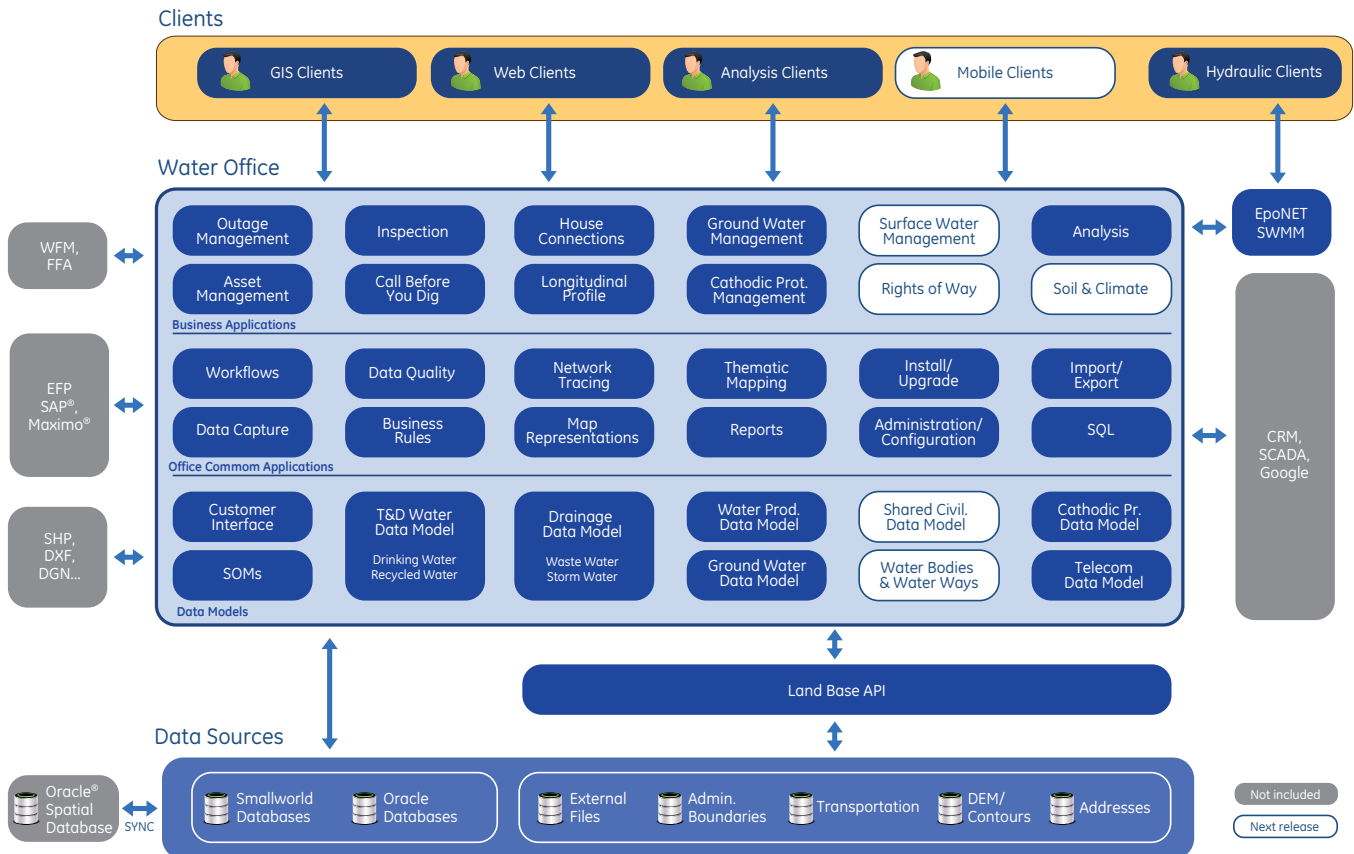 Clients
GIS Clients
Web Clients
Analysis Clients
Mobile Clients
Hydraulic Clients
Water Office
WFM,
FFA
EFP
SAP®,
Maximo®
SHP,
DXF,
DGN...
Outage
Management
Inspection
House
Connections
Ground Water
Management
Surface Water
Management
Analysis
Asset
Management
Call Before
You Dig
Longitudinal
Profile
Cathodic Prot.
Management
Rights of Way
Soil & Climate
Business Applications
Workflows
Data Quality
Network
Tracing
Thematic
Mapping
Install/
Upgrade
Import/
Export
Data Capture
Business
Rules
Map
Representations
Reports
Administration/
Configuration
SQL
Office Commom Applications
Customer
Interface
T&D Water
Data Model
Drinking Water
Recycled Water
Drainage
Data Model
Waste Water
Storm Water
Water Prod.
Data Model
Shared Civil.
Data Model
Cathodic Pr.
Data Model
SOMs
Ground Water
Data Model
Water Bodies
& Water Ways
Telecom
Data Model
Data Models
EpoNET
SWMM
CRM,
SCADA,
Google
Land Base API
Data Sources
Oracle®
Spatial
Database
SYNC
Smallworld
Databases
Oracle
Databases
External
Files
Admin.
Boundaries
Transportation
DEM/
Contours
Addresses
Not included
Next release